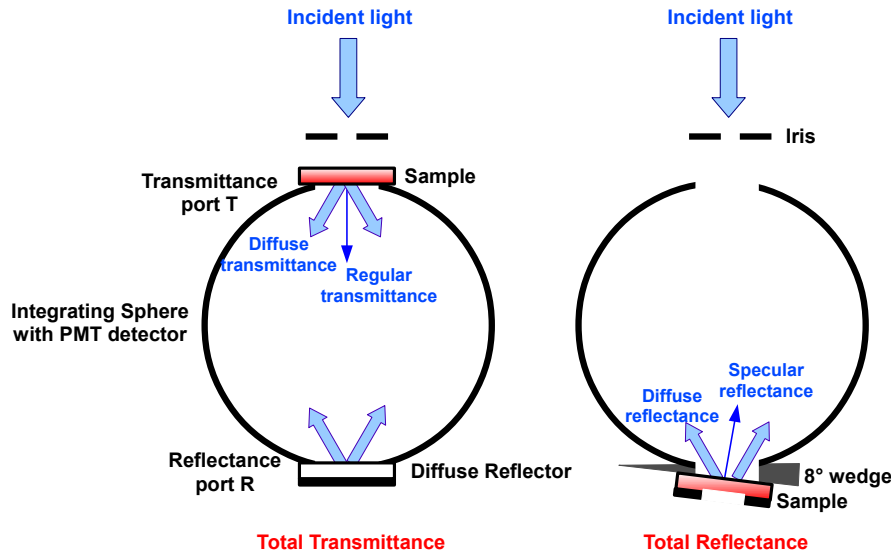 Incident light
Transmittance
port T
Sample
Diffuse
transmittance
Regular
transmittance
Integrating Sphere
with PMT detector
Reflectance
port R
Diffuse Reflector
Total Transmittance
Incident light
Iris
Specular
reflectance
Diffuse
reflectance
8° wedge
Sample
Total Reflectance